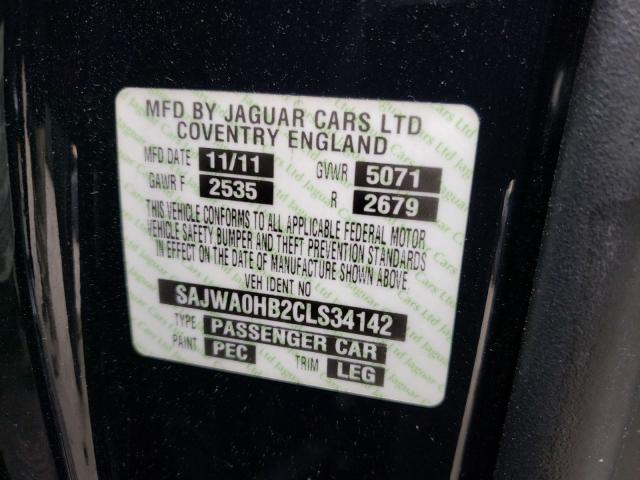 MFD BY JAGUAR CARS LTD
COVENTRY ENGLAND
MFD DATE 11/11 GVWR 5071
GAWR F 2535 R 2679
THIS VEHICLE CONFORMS TO ALL APPLICABLE FEDERAL MOTOR
VEHICLE SAFETY BUMPER AND THEFT PREVENTION STANDARDS
IN EFFECT ON THE DATE OF MANUFACTURE SHOWN ABOVE.
VEH IDENT NO
SAJWA0HB2CLS34142
TYPE PASSENGER CAR
PAINT PEC TRIM LEG